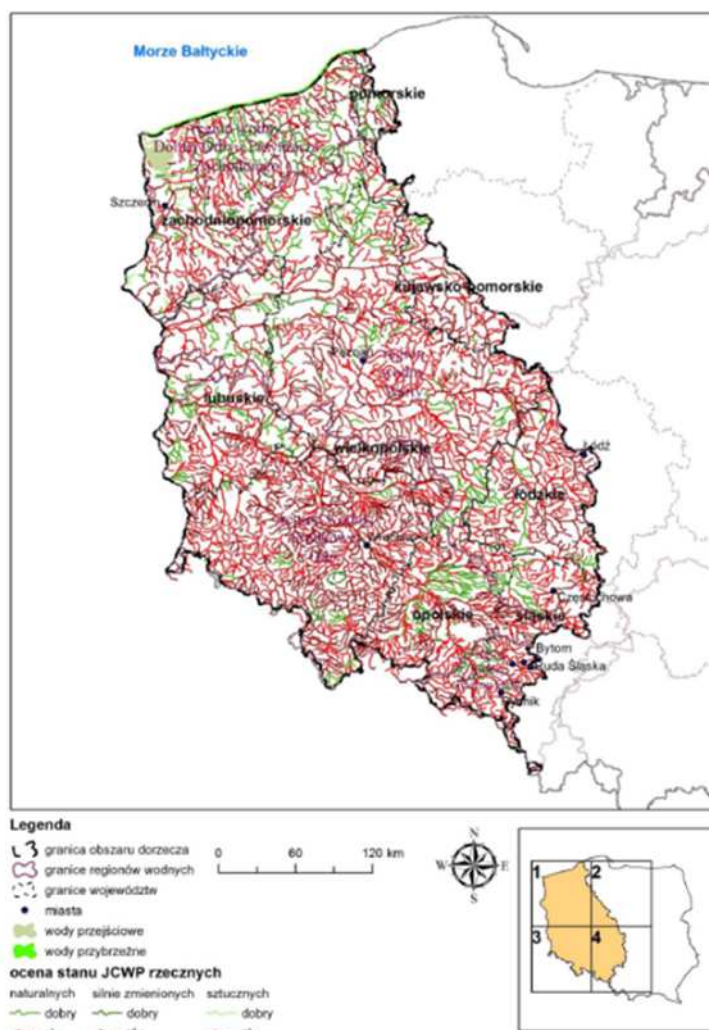 Morze Bałtyckie
pomorskie
Szczecin
zachodniopomorskie
kujawsko-pomorskie
lubuskie
wielkopolskie
Łódź
łódzkie
Częstochowa
opolskie
śląskie
Bytom
Ruda Śląska
Legenda
granica obszaru dorzecza
granice regionów wodnych
granice województw
miasta
wody przejściowe
wody przybrzeżne
0 60 120 km
N
W E
S
1 2
3 4
ocena stanu JCWP rzecznych
naturalnych silnie zmienionych sztucznych
dobry dobry dobry